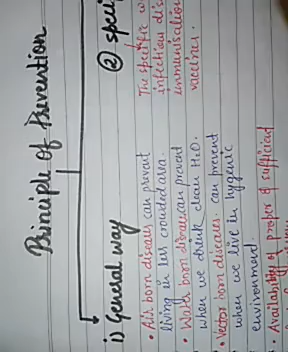 Principle of Prevention
i) General way
• Air born diseases can prevent
living in less crowded area.
• Water born diseases can prevent
when we drink clean H2O.
• Vector born diseases. can prevent
when we live in hygenic
environment
• Availability of proper & sufficient
② speci
The specific w
infectious dis
immunisation
vaccines.